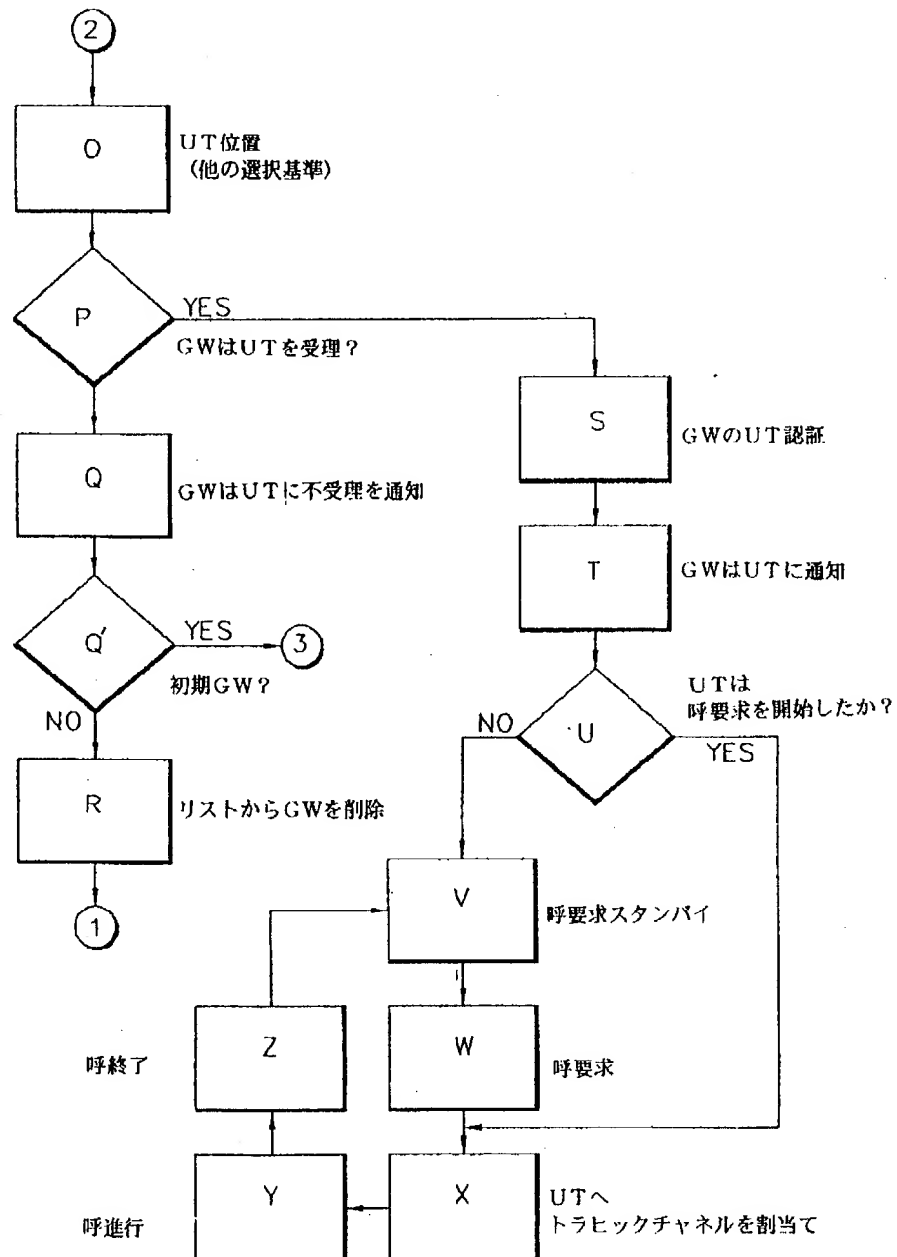 2
O
UT位置
(他の選択基準)
P
YES
GWはUTを受理?
S
GWのUT認証
Q
GWはUTに不受理を通知
T
GWはUTに通知
Q′
YES
3
初期GW?
NO
UTは
呼要求を開始したか?
U
NO
YES
R
リストからGWを削除
1
V
呼要求スタンバイ
Z
呼終了
W
呼要求
Y
呼進行
X
UTへ
トラヒックチャネルを割当て